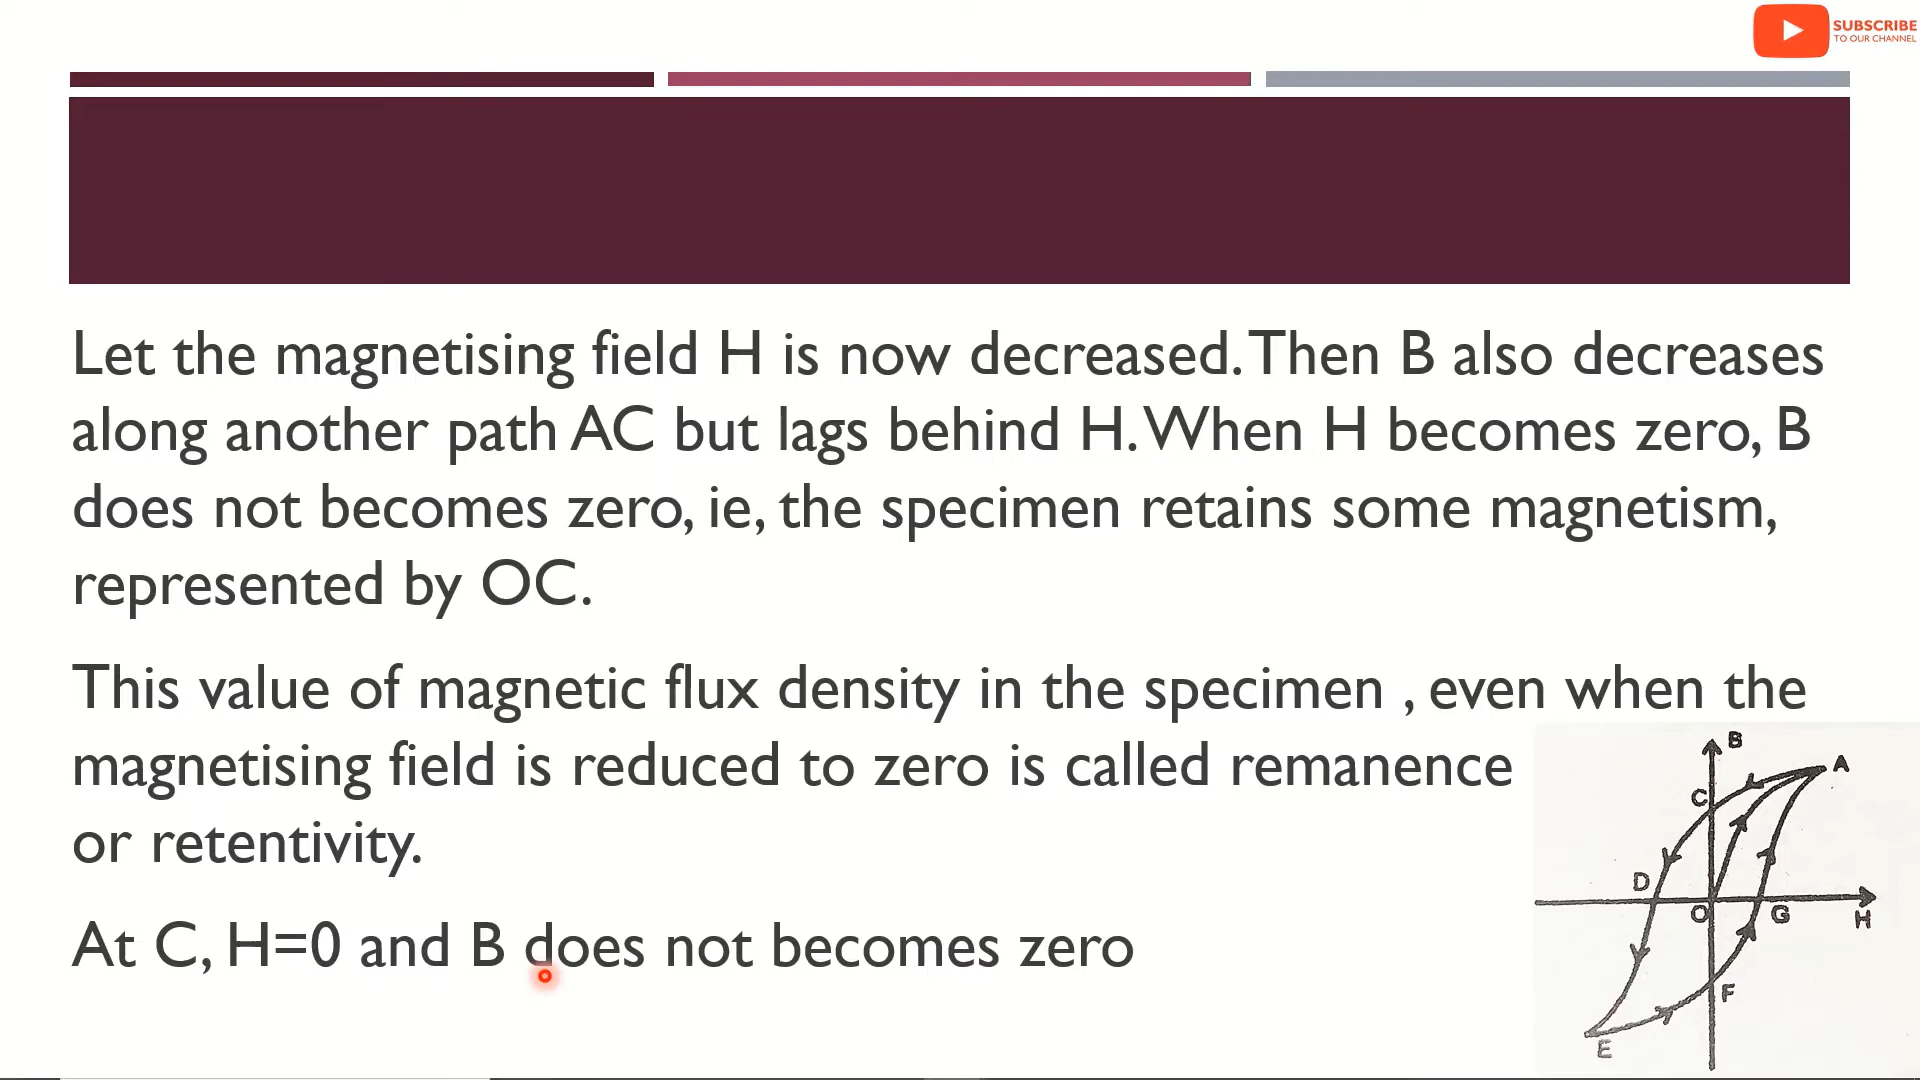 SUBSCRIBE
TO OUR CHANNEL
Let the magnetising field H is now decreased. Then B also decreases
along another path AC but lags behind H. When H becomes zero, B
does not becomes zero, ie, the specimen retains some magnetism,
represented by OC.
This value of magnetic flux density in the specimen , even when the
magnetising field is reduced to zero is called remanence
or retentivity.
At C, H=0 and B does not becomes zero
B
A
C
D
O
G
H
F
E